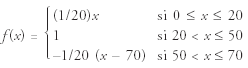 f(x) = { (1/20)x si 0 ≤ x ≤ 20
1 si 20 < x ≤ 50
−1/20 (x − 70) si 50 < x ≤ 70